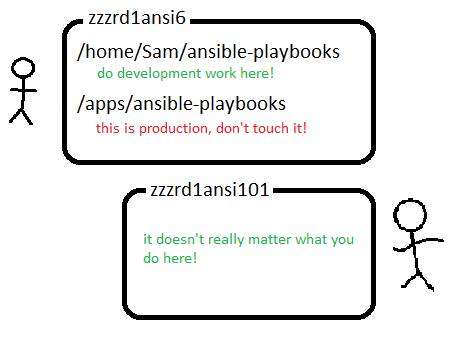 zzzrd1ansi6
/home/Sam/ansible-playbooks
do development work here!
/apps/ansible-playbooks
this is production, don't touch it!
zzzrd1ansi101
it doesn't really matter what you
do here!